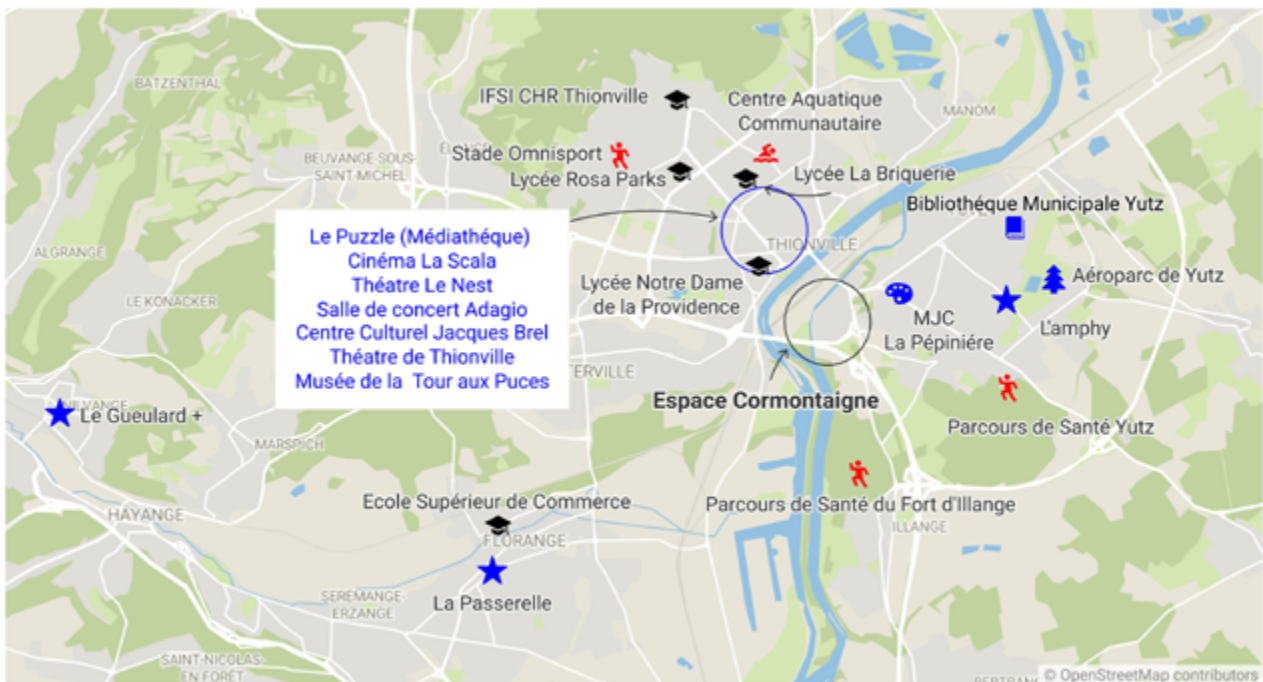 BATZENTHAL
IFSI CHR Thionville
Centre Aquatique
Communautaire
MANOM
BEUVANGE-SOUS-
SAINT-MICHEL
Stade Omnisport
Lycée Rosa Parks
Lycée La Briquerie
Bibliothéque Municipale Yutz
ALGRANGE
Le Puzzle (Médiathéque)
Cinéma La Scala
Théatre Le Nest
Salle de concert Adagio
Centre Culturel Jacques Brel
Théatre de Thionville
Musée de la Tour aux Puces
THIONVILLE
Lycée Notre Dame
de la Providence
Aéroparc de Yutz
LE KONACKER
MJC
La Pépiniére
L'amphy
TERVILLE
Espace Cormontaigne
Le Gueulard +
MARSPICH
Parcours de Santé Yutz
Ecole Supérieur de Commerce
Parcours de Santé du Fort d'Illange
HAYANGE
ILLANGE
FLORANGE
SEREMANGE
ERZANGE
La Passerelle
SAINT-NICOLAS-
EN-FORÊT
© OpenStreetMap contributors